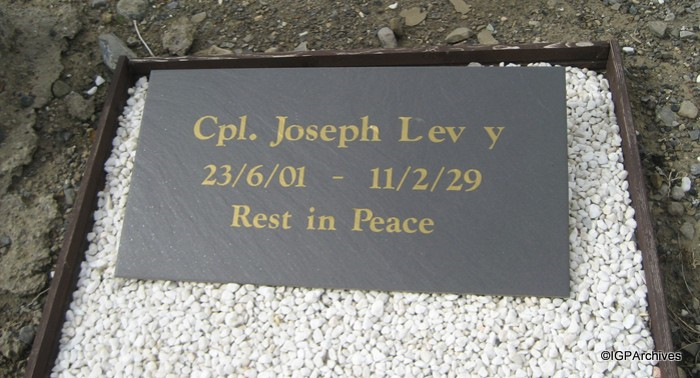 Cpl. Joseph Lev y
23/6/01 - 11/2/29
Rest in Peace
©IGPArchives